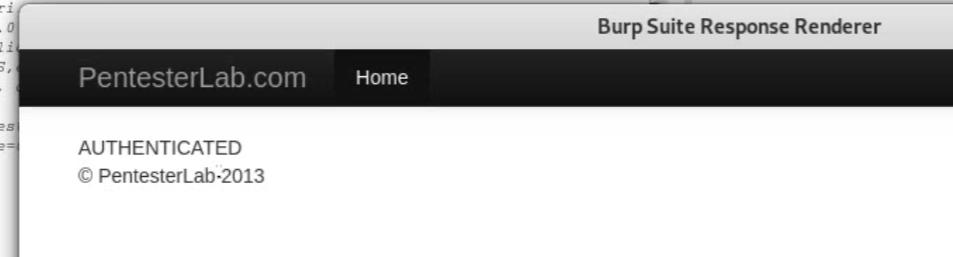 Burp Suite Response Renderer
PentesterLab.com Home
AUTHENTICATED
© PentesterLab 2013